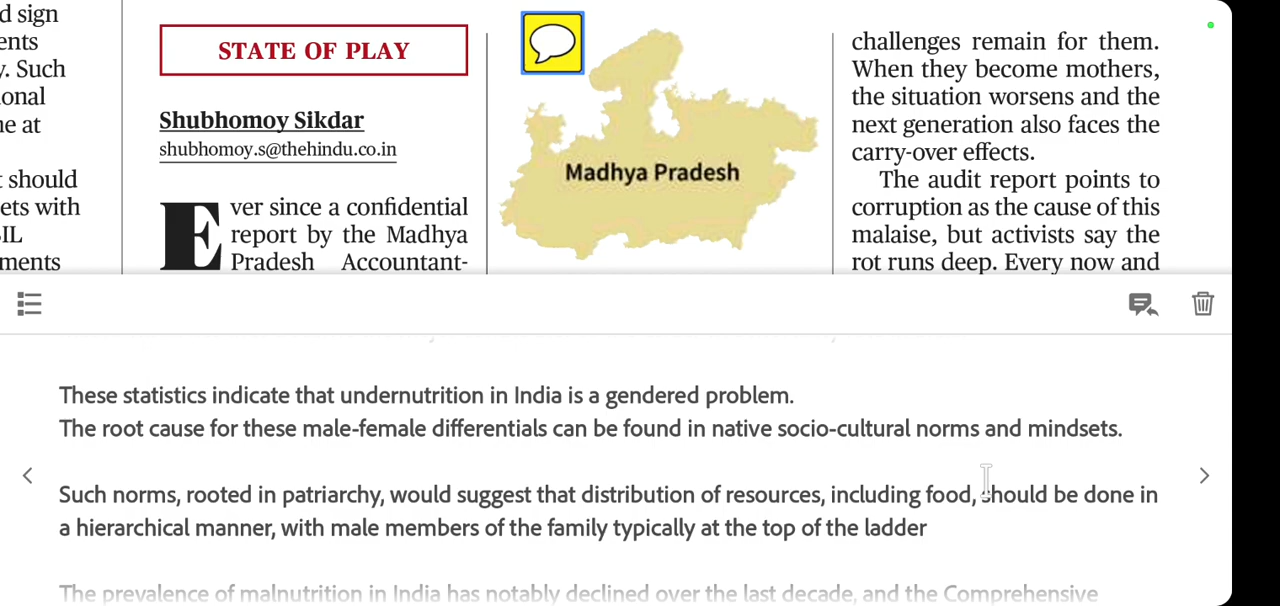 d sign
ents
y. Such
ional
ne at
t should
ets with
SIL
ments
STATE OF PLAY
Shubhomoy Sikdar
shubhomoy.s@thehindu.co.in
Ever since a confidential
report by the Madhya
Pradesh Accountant-
Madhya Pradesh
challenges remain for them.
When they become mothers,
the situation worsens and the
next generation also faces the
carry-over effects.
The audit report points to
corruption as the cause of this
malaise, but activists say the
rot runs deep. Every now and
These statistics indicate that undernutrition in India is a gendered problem.
The root cause for these male-female differentials can be found in native socio-cultural norms and mindsets.
Such norms, rooted in patriarchy, would suggest that distribution of resources, including food, should be done in
a hierarchical manner, with male members of the family typically at the top of the ladder
The prevalence of malnutrition in India has notably declined over the last decade, and the Comprehensive